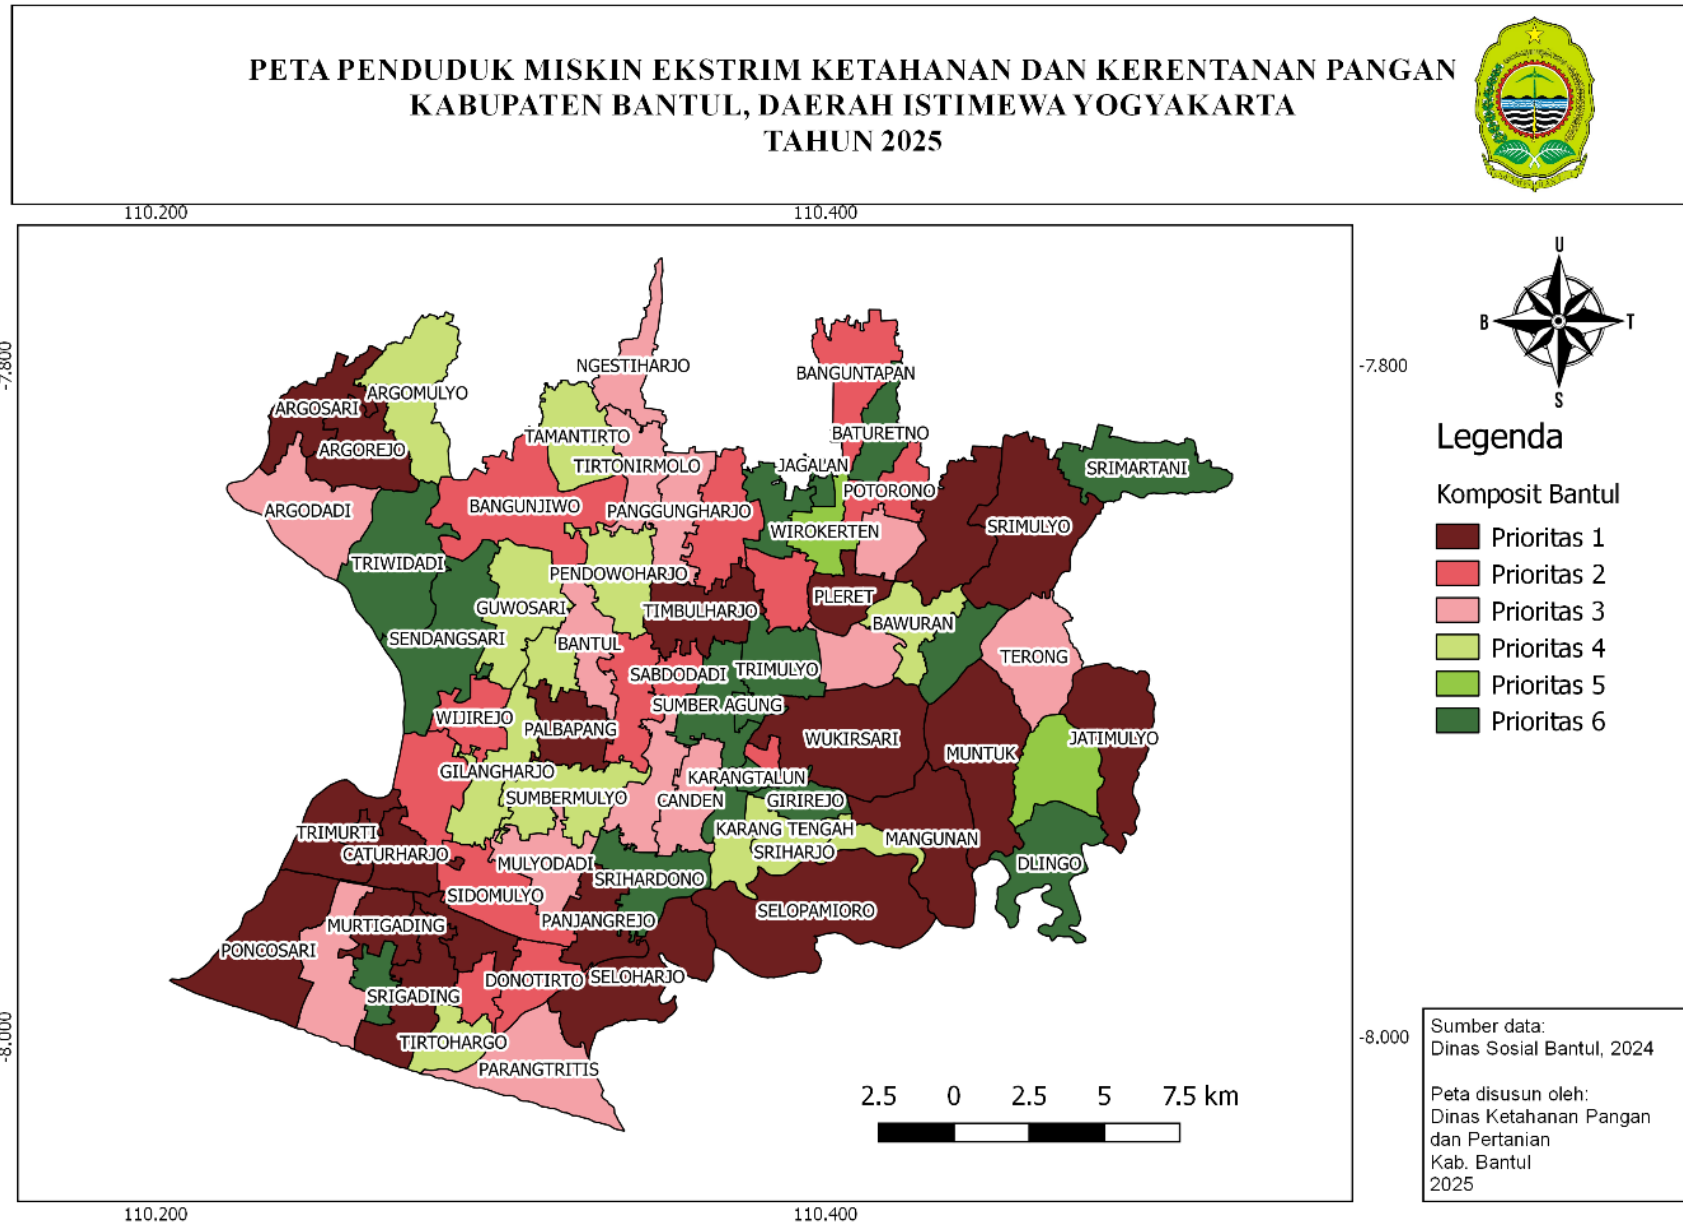 PETA PENDUDUK MISKIN EKSTRIM KETAHANAN DAN KERENTANAN PANGAN
KABUPATEN BANTUL, DAERAH ISTIMEWA YOGYAKARTA
TAHUN 2025
110.200
110.400
-7.800
-7.800
NGESTIHARJO
BANGUNTAPAN
ARGOMULYO
ARGOSARI
TAMANTIRTO
BATURETNO
ARGOREJO
TIRTONIRMOLO
JAGALAN
SRIMARTANI
POTORONO
BANGUNJIWO
ARGODADI
PANGGUNGHARJO
SRIMULYO
WIROKERTEN
TRIWIDADI
PENDOWOHARJO
PLERET
GUWOSARI
TIMBULHARJO
BAWURAN
SENDANGSARI
BANTUL
TERONG
SABDODADI
TRIMULYO
SUMBER AGUNG
WIJIREJO
PALBAPANG
WUKIRSARI
JATIMULYO
MUNTUK
GILANGHARJO
KARANGTALUN
SUMBERMULYO
CANDEN
GIRIREJO
TRIMURTI
KARANG TENGAH
MANGUNAN
CATURHARJO
SRIHARJO
MULYODADI
DLINGO
SRIHARDONO
SIDOMULYO
SELOPAMIORO
PANJANGREJO
MURTIGADING
PONCOSARI
SELOHARJO
DONOTIRTO
SRIGADING
TIRTOHARGO
PARANGTRITIS
-8.000
-8.000
2.5 0 2.5 5 7.5 km
110.200
110.400
U
B
T
S
Legenda
Komposit Bantul
Prioritas 1
Prioritas 2
Prioritas 3
Prioritas 4
Prioritas 5
Prioritas 6
Sumber data:
Dinas Sosial Bantul, 2024
Peta disusun oleh:
Dinas Ketahanan Pangan
dan Pertanian
Kab. Bantul
2025